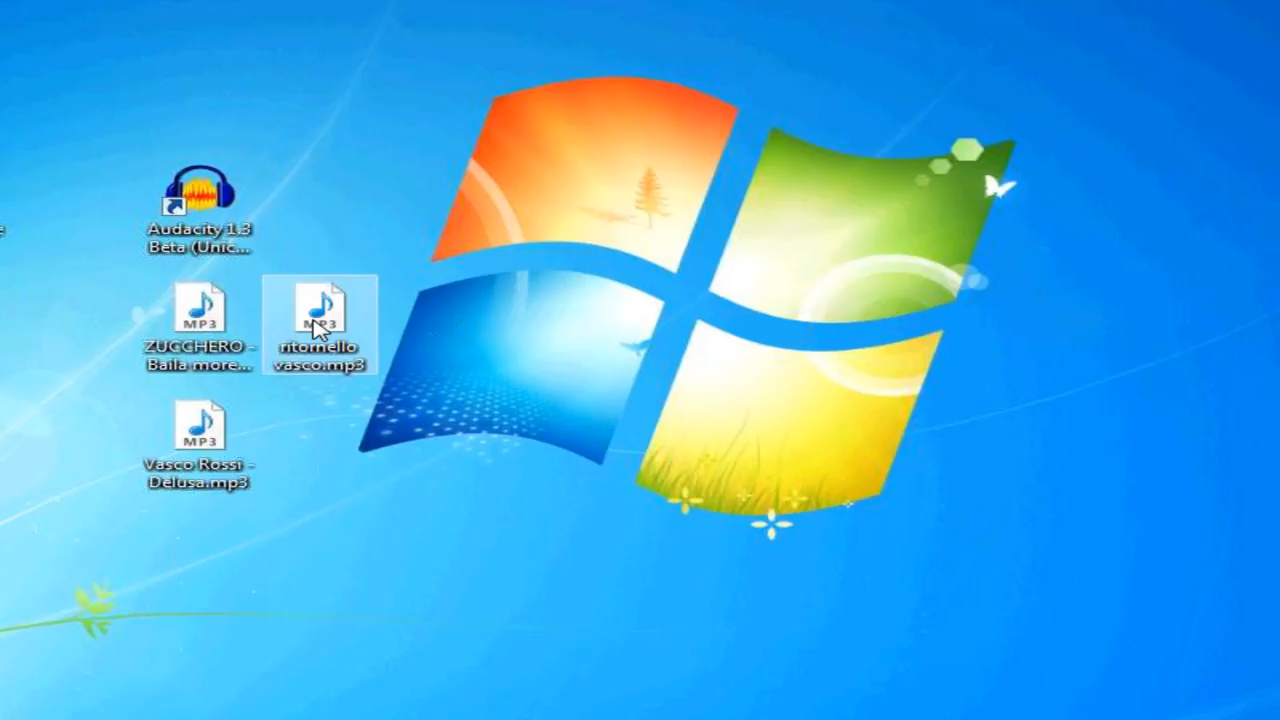 Audacity 1.3
Beta (Unic...
MP3
ZUCCHERO -
Baila more...
MP3
ritornello
vasco.mp3
MP3
Vasco Rossi -
Delusa.mp3